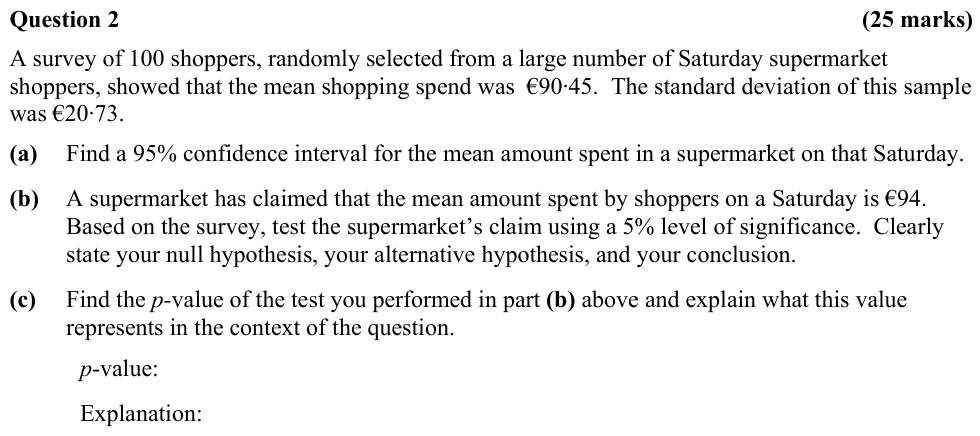 Question 2 (25 marks)
A survey of 100 shoppers, randomly selected from a large number of Saturday supermarket
shoppers, showed that the mean shopping spend was €90·45. The standard deviation of this sample
was €20·73.
(a) Find a 95% confidence interval for the mean amount spent in a supermarket on that Saturday.
(b) A supermarket has claimed that the mean amount spent by shoppers on a Saturday is €94.
Based on the survey, test the supermarket’s claim using a 5% level of significance. Clearly
state your null hypothesis, your alternative hypothesis, and your conclusion.
(c) Find the p-value of the test you performed in part (b) above and explain what this value
represents in the context of the question.
p-value:
Explanation: